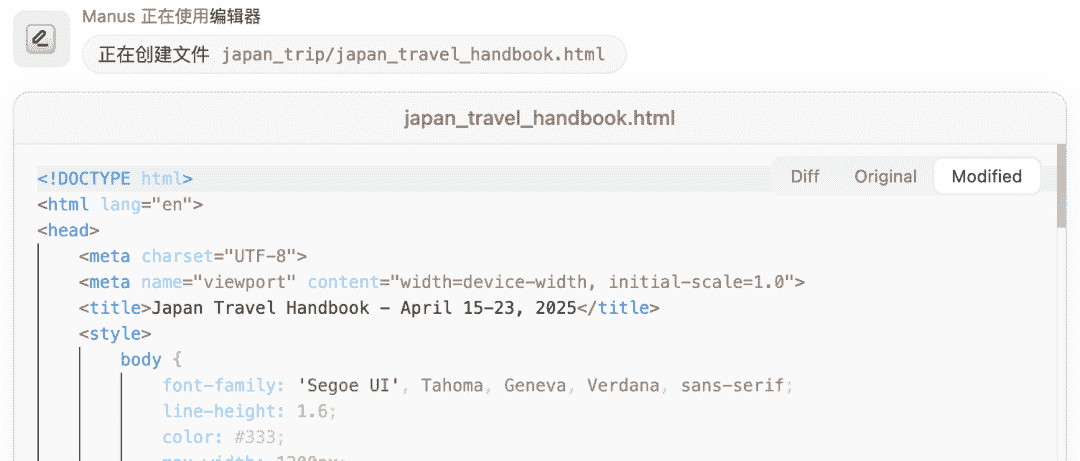 Manus 正在使用编辑器
正在创建文件 japan_trip/japan_travel_handbook.html
japan_travel_handbook.html
Diff Original Modified
<!DOCTYPE html>
<html lang="en">
<head>
<meta charset="UTF-8">
<meta name="viewport" content="width=device-width, initial-scale=1.0">
<title>Japan Travel Handbook - April 15-23, 2025</title>
<style>
body {
font-family: 'Segoe UI', Tahoma, Geneva, Verdana, sans-serif;
line-height: 1.6;
color: #333;
max-width: 1200px;